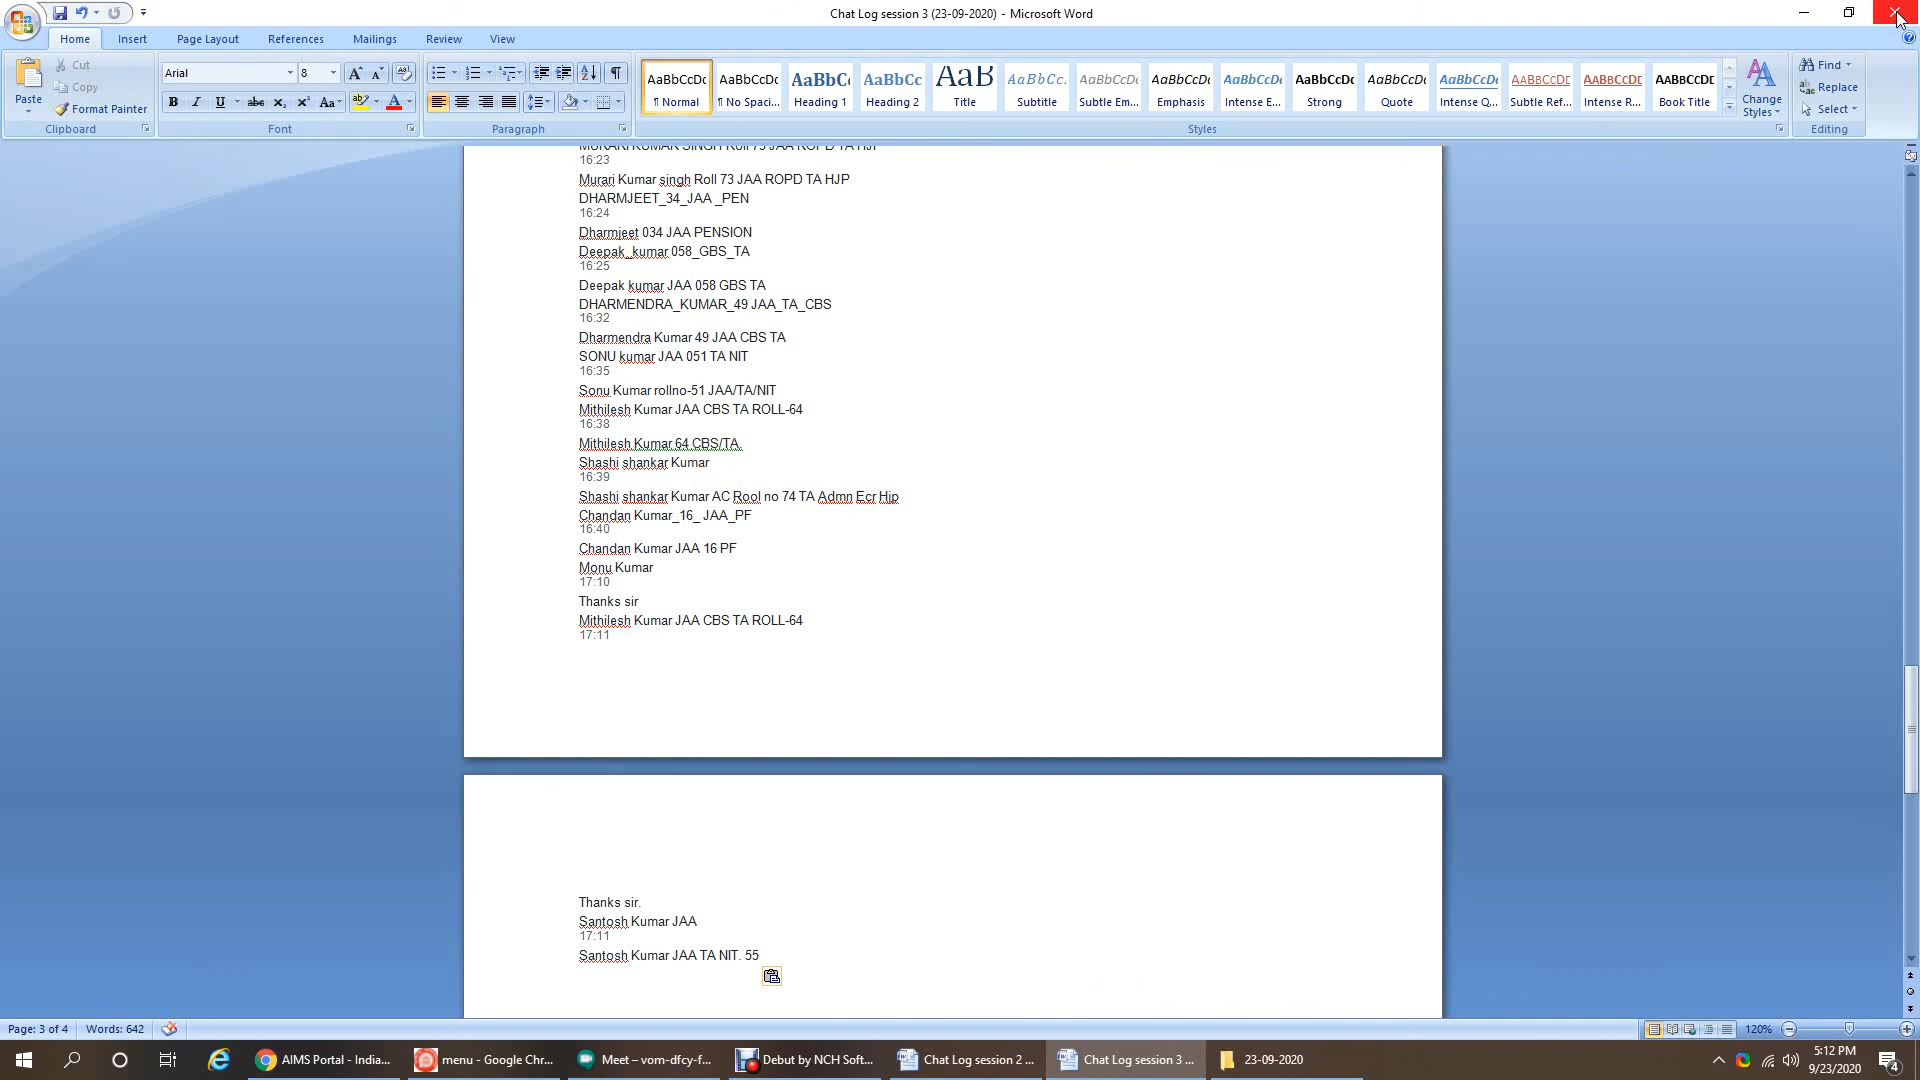 Chat Log session 3 (23-09-2020) - Microsoft Word
Home Insert Page Layout References Mailings Review View
Paste
Cut
Copy
Format Painter
Clipboard
Arial 8
Font
Paragraph
AaBbCcDc AaBbCcDc AaBbCc AaBbCc AaB AaBbCc. AaBbCcDc AaBbCcDc AaBbCcDc AaBbCcDc AaBbCcDc AaBbCcDc AABBCCDC AABBCCDC AaBbCcDc
¶ Normal ¶ No Spaci... Heading 1 Heading 2 Title Subtitle Subtle Em... Emphasis Intense E... Strong Quote Intense Q... Subtle Ref... Intense R... Book Title
Change Styles
Styles
Find
Replace
Select
Editing
MURARI KUMAR SINGH Roll 73 JAA ROPD TA HJP
16:23
Murari Kumar singh Roll 73 JAA ROPD TA HJP
DHARMJEET_34_JAA _PEN
16:24
Dharmjeet 034 JAA PENSION
Deepak_kumar 058_GBS_TA
16:25
Deepak kumar JAA 058 GBS TA
DHARMENDRA_KUMAR_49 JAA_TA_CBS
16:32
Dharmendra Kumar 49 JAA CBS TA
SONU kumar JAA 051 TA NIT
16:35
Sonu Kumar rollno-51 JAA/TA/NIT
Mithilesh Kumar JAA CBS TA ROLL-64
16:38
Mithilesh Kumar 64 CBS/TA.
Shashi shankar Kumar
16:39
Shashi shankar Kumar AC Rool no 74 TA Admn Ecr Hjp
Chandan Kumar_16_ JAA_PF
16:40
Chandan Kumar JAA 16 PF
Monu Kumar
17:10
Thanks sir
Mithilesh Kumar JAA CBS TA ROLL-64
17:11
Thanks sir.
Santosh Kumar JAA
17:11
Santosh Kumar JAA TA NIT. 55
Page: 3 of 4 Words: 642 120%
AIMS Portal - India... menu - Google Chr... Meet – vom-dfcy-f... Debut by NCH Soft... Chat Log session 2 ... Chat Log session 3 ... 23-09-2020
5:12 PM
9/23/2020
4